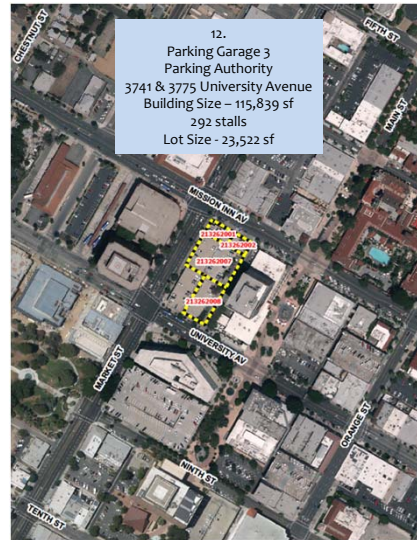 12.
Parking Garage 3
Parking Authority
3741 & 3775 University Avenue
Building Size – 115,839 sf
292 stalls
Lot Size - 23,522 sf
CHESTNUT ST
FIFTH ST
MAIN ST
MISSION INN AV
213262001
213262002
213262007
213262008
UNIVERSITY AV
MARKET ST
ORANGE ST
NINTH ST
TENTH ST